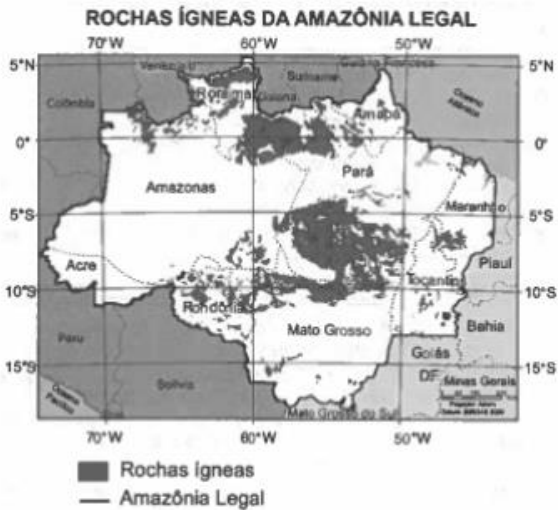 ROCHAS ÍGNEAS DA AMAZÔNIA LEGAL
70°W 60°W 50°W
5°N 5°N
Suriname
Guiana Francesa
Colômbia
Roraima
Guiana
Amapá
Oceano
Atlântico
0° 0°
Amazonas
Pará
Maranhão
5°S 5°S
Acre
Tocantins
Piauí
10°S 10°S
Rondônia
Mato Grosso
Bahia
Peru
Goiás
15°S 15°S
Bolívia
DF
Minas Gerais
Oceano
Pacífico
Mato Grosso do Sul
70°W 60°W 50°W
Rochas Ígneas
Amazônia Legal